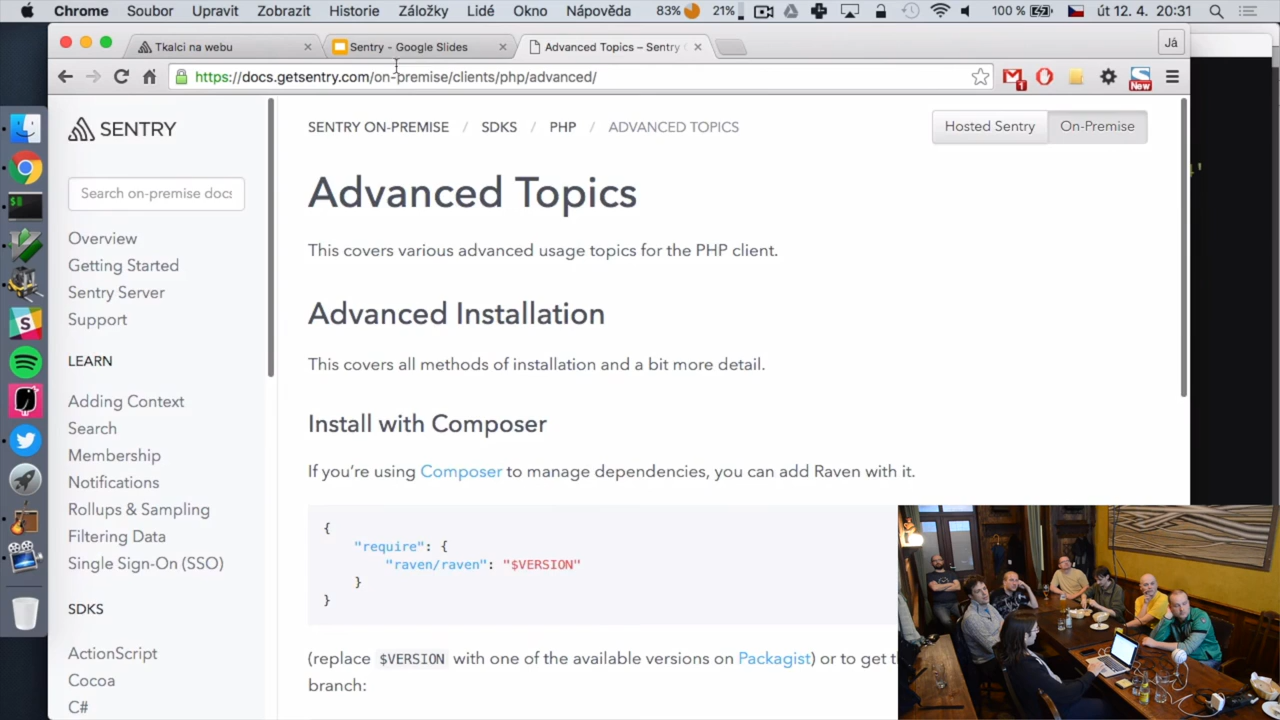 Chrome Soubor Upravit Zobrazit Historie Záložky Lidé Okno Nápověda 83% 21% 100 % út 12. 4. 20:31
Tkalci na webu
Sentry - Google Slides
Advanced Topics – Sentry
Já
https://docs.getsentry.com/on-premise/clients/php/advanced/
1
New
SENTRY
Search on-premise docs
Overview
Getting Started
Sentry Server
Support
LEARN
Adding Context
Search
Membership
Notifications
Rollups & Sampling
Filtering Data
Single Sign-On (SSO)
SDKS
ActionScript
Cocoa
C#
SENTRY ON-PREMISE / SDKS / PHP / ADVANCED TOPICS
Hosted Sentry On-Premise
Advanced Topics
This covers various advanced usage topics for the PHP client.
Advanced Installation
This covers all methods of installation and a bit more detail.
Install with Composer
If you’re using Composer to manage dependencies, you can add Raven with it.
{
"require": {
"raven/raven": "$VERSION"
}
}
(replace $VERSION with one of the available versions on Packagist) or to get
branch: